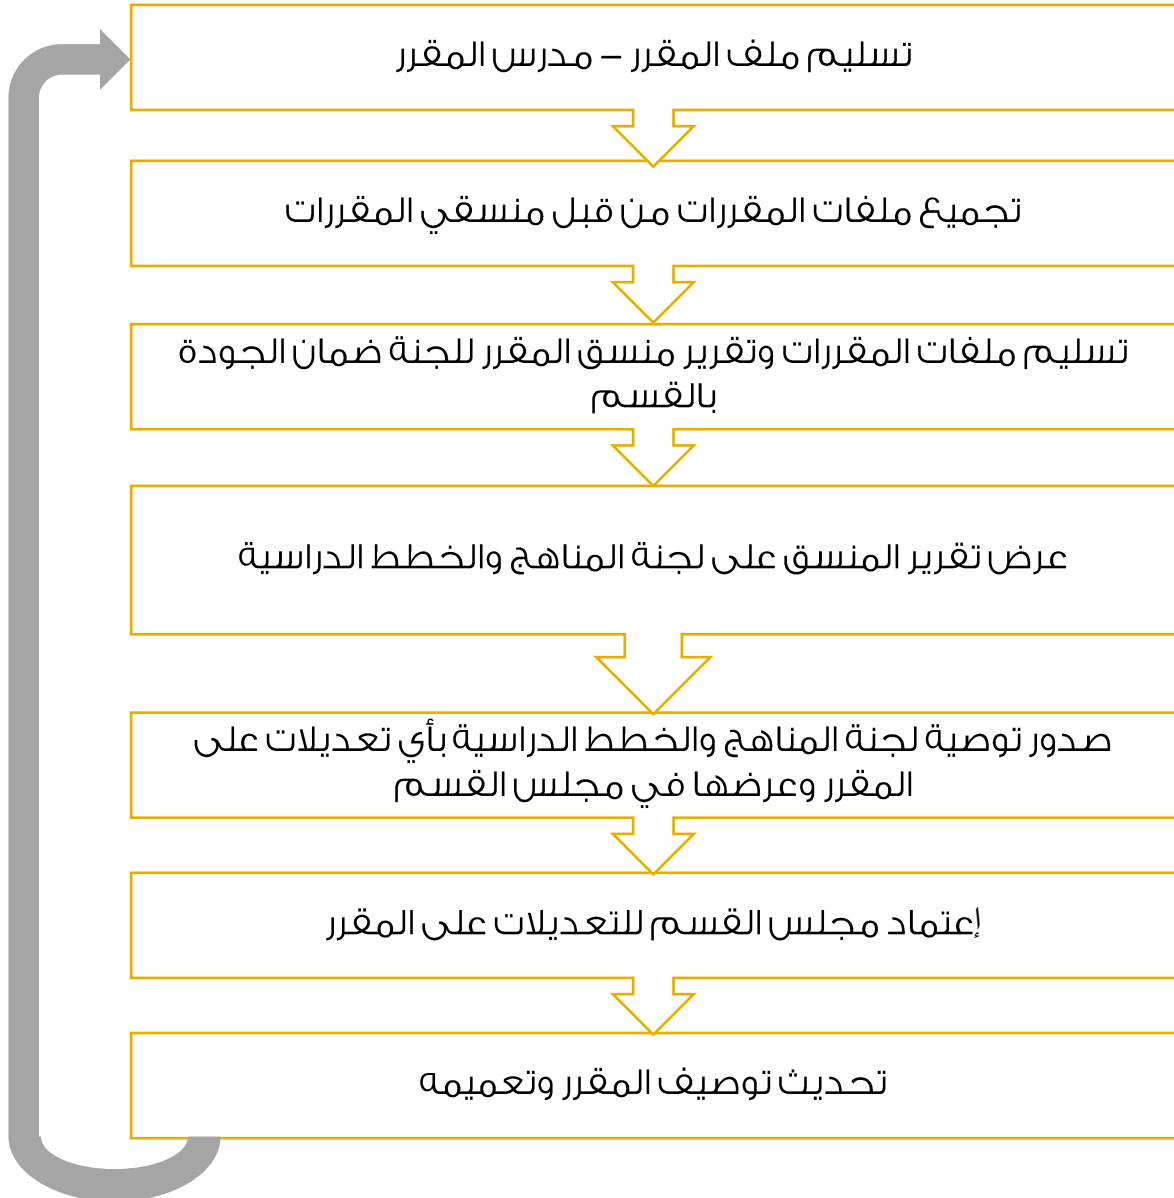 تسليم ملف المقرر – مدرس المقرر
تجميع ملفات المقررات من قبل منسقي المقررات
تسليم ملفات المقررات وتقرير منسق المقرر للجنة ضمان الجودة
بالقسم
عرض تقرير المنسق على لجنة المناهج والخطط الدراسية
صدور توصية لجنة المناهج والخطط الدراسية بأي تعديلات على
المقرر وعرضها في مجلس القسم
إعتماد مجلس القسم للتعديلات على المقرر
تحديث توصيف المقرر وتعميمه